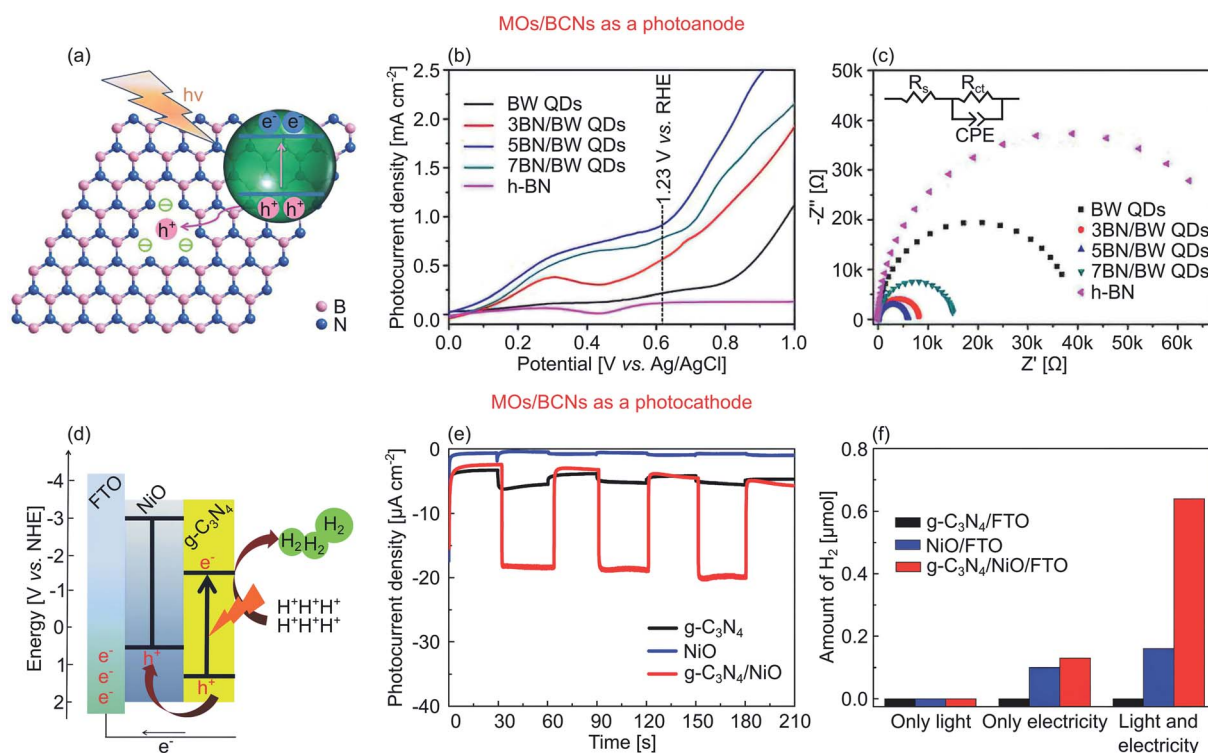 MOs/BCNs as a photoanode
(a)
hν
e⁻ e⁻
h⁺ h⁺
h⁺
⊖
⊖ ⊖
B
N
(b)
Photocurrent density [mA cm⁻²]
2.5
2.0
1.5
1.0
0.5
0.0
BW QDs
3BN/BW QDs
5BN/BW QDs
7BN/BW QDs
h-BN
1.23 V vs. RHE
0.0 0.2 0.4 0.6 0.8 1.0
Potential [V vs. Ag/AgCl]
(c)
-Z″ [Ω]
50k
40k
30k
20k
10k
0
Rs Rct
CPE
BW QDs
3BN/BW QDs
5BN/BW QDs
7BN/BW QDs
h-BN
0 10k 20k 30k 40k 50k 60k
Z′ [Ω]
MOs/BCNs as a photocathode
(d)
Energy [V vs. NHE]
-4
-3
-2
-1
0
1
2
FTO
NiO
g-C₃N₄
e⁻
H₂ H₂ H₂
H⁺H⁺H⁺
H⁺H⁺H⁺
e⁻
e⁻
e⁻
h⁺
h⁺
e⁻
(e)
Photocurrent density [μA cm⁻²]
0
-10
-20
-30
-40
g-C₃N₄
NiO
g-C₃N₄/NiO
0 30 60 90 120 150 180 210
Time [s]
(f)
Amount of H₂ [μmol]
0.8
0.6
0.4
0.2
0.0
g-C₃N₄/FTO
NiO/FTO
g-C₃N₄/NiO/FTO
Only light Only electricity Light and
electricity